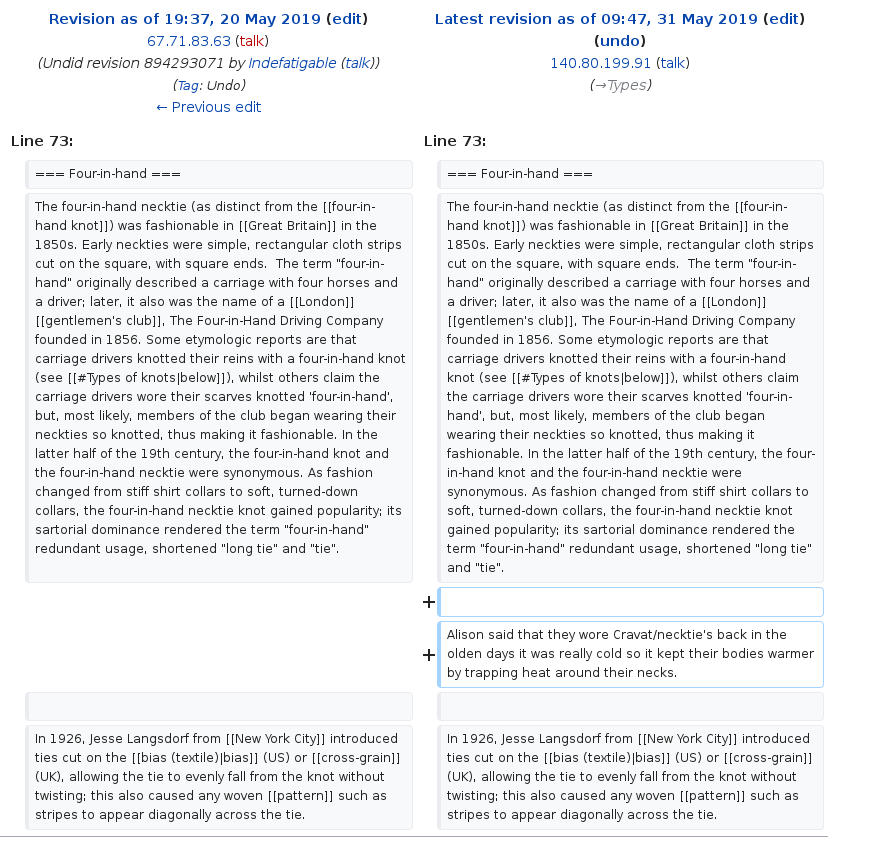 Revision as of 19:37, 20 May 2019 (edit)
67.71.83.63 (talk)
(Undid revision 894293071 by Indefatigable (talk))
(Tag: Undo)
← Previous edit
Latest revision as of 09:47, 31 May 2019 (edit)
(undo)
140.80.199.91 (talk)
(→Types)
Line 73:
Line 73:
=== Four-in-hand ===
=== Four-in-hand ===
The four-in-hand necktie (as distinct from the [[four-in-
hand knot]]) was fashionable in [[Great Britain]] in the
1850s. Early neckties were simple, rectangular cloth strips
cut on the square, with square ends.  The term "four-in-
hand" originally described a carriage with four horses and
a driver; later, it also was the name of a [[London]]
[[gentlemen's club]], The Four-in-Hand Driving Company
founded in 1856. Some etymologic reports are that
carriage drivers knotted their reins with a four-in-hand knot
(see [[#Types of knots|below]]), whilst others claim the
carriage drivers wore their scarves knotted 'four-in-hand',
but, most likely, members of the club began wearing their
neckties so knotted, thus making it fashionable. In the
latter half of the 19th century, the four-in-hand knot and
the four-in-hand necktie were synonymous. As fashion
changed from stiff shirt collars to soft, turned-down
collars, the four-in-hand necktie knot gained popularity; its
sartorial dominance rendered the term "four-in-hand"
redundant usage, shortened "long tie" and "tie".
The four-in-hand necktie (as distinct from the [[four-in-
hand knot]]) was fashionable in [[Great Britain]] in the
1850s. Early neckties were simple, rectangular cloth strips
cut on the square, with square ends.  The term "four-in-
hand" originally described a carriage with four horses and
a driver; later, it also was the name of a [[London]]
[[gentlemen's club]], The Four-in-Hand Driving Company
founded in 1856. Some etymologic reports are that
carriage drivers knotted their reins with a four-in-hand
knot (see [[#Types of knots|below]]), whilst others claim
the carriage drivers wore their scarves knotted 'four-in-
hand', but, most likely, members of the club began
wearing their neckties so knotted, thus making it
fashionable. In the latter half of the 19th century, the four-
in-hand knot and the four-in-hand necktie were
synonymous. As fashion changed from stiff shirt collars to
soft, turned-down collars, the four-in-hand necktie knot
gained popularity; its sartorial dominance rendered the
term "four-in-hand" redundant usage, shortened "long tie"
and "tie".
+
+
Alison said that they wore Cravat/necktie's back in the
olden days it was really cold so it kept their bodies warmer
by trapping heat around their necks.
In 1926, Jesse Langsdorf from [[New York City]] introduced
ties cut on the [[bias (textile)|bias]] (US) or [[cross-grain]]
(UK), allowing the tie to evenly fall from the knot without
twisting; this also caused any woven [[pattern]] such as
stripes to appear diagonally across the tie.
In 1926, Jesse Langsdorf from [[New York City]] introduced
ties cut on the [[bias (textile)|bias]] (US) or [[cross-grain]]
(UK), allowing the tie to evenly fall from the knot without
twisting; this also caused any woven [[pattern]] such as
stripes to appear diagonally across the tie.